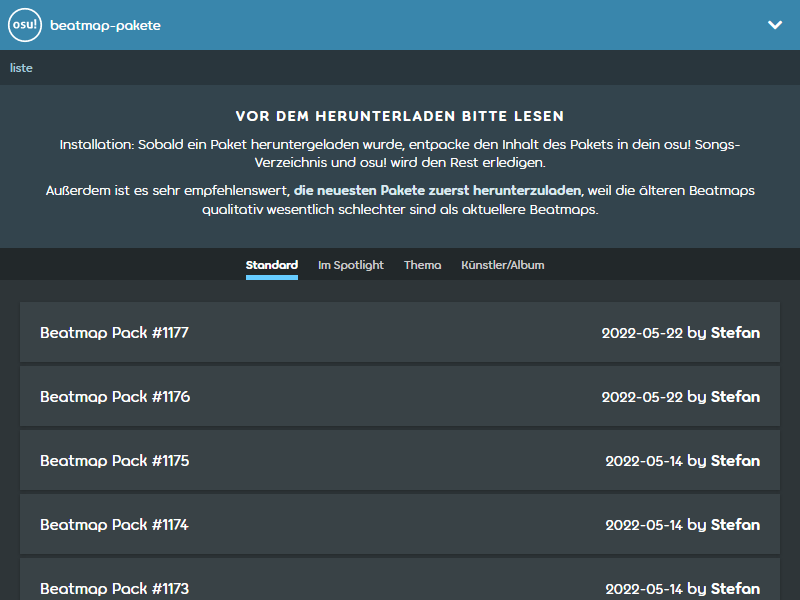 osu! beatmap-pakete
liste
VOR DEM HERUNTERLADEN BITTE LESEN
Installation: Sobald ein Paket heruntergeladen wurde, entpacke den Inhalt des Pakets in dein osu! Songs-
Verzeichnis und osu! wird den Rest erledigen.
Außerdem ist es sehr empfehlenswert, die neuesten Pakete zuerst herunterzuladen, weil die älteren Beatmaps
qualitativ wesentlich schlechter sind als aktuellere Beatmaps.
Standard Im Spotlight Thema Künstler/Album
Beatmap Pack #1177 2022-05-22 by Stefan
Beatmap Pack #1176 2022-05-22 by Stefan
Beatmap Pack #1175 2022-05-14 by Stefan
Beatmap Pack #1174 2022-05-14 by Stefan
Beatmap Pack #1173 2022-05-14 by Stefan